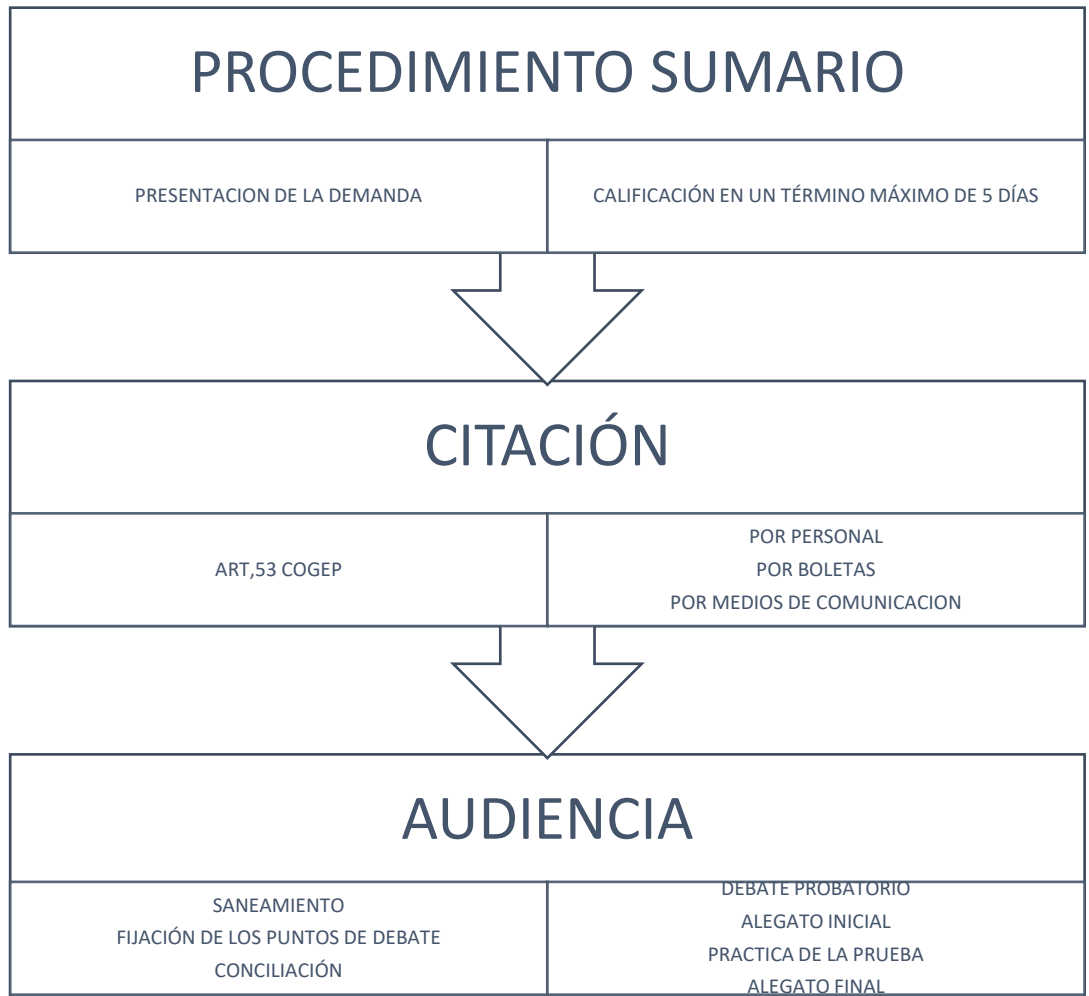 PROCEDIMIENTO SUMARIO
PRESENTACION DE LA DEMANDA
CALIFICACIÓN EN UN TÉRMINO MÁXIMO DE 5 DÍAS
CITACIÓN
ART,53 COGEP
POR PERSONAL
POR BOLETAS
POR MEDIOS DE COMUNICACION
AUDIENCIA
SANEAMIENTO
FIJACIÓN DE LOS PUNTOS DE DEBATE
CONCILIACIÓN
DEBATE PROBATORIO
ALEGATO INICIAL
PRACTICA DE LA PRUEBA
ALEGATO FINAL